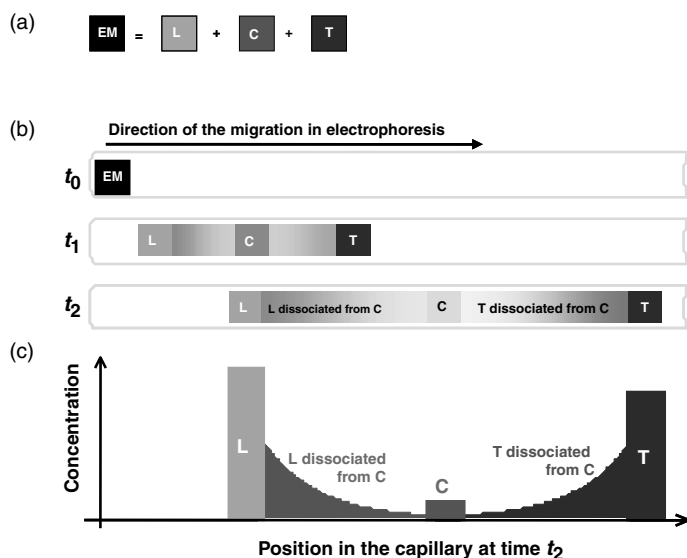 (a)
EM = L + C + T
(b)
Direction of the migration in electrophoresis
t0 EM
t1 L C T
t2 L L dissociated from C C T dissociated from C T
(c)
Concentration
L
L dissociated
from C
C
T dissociated
from C
T
Position in the capillary at time t2